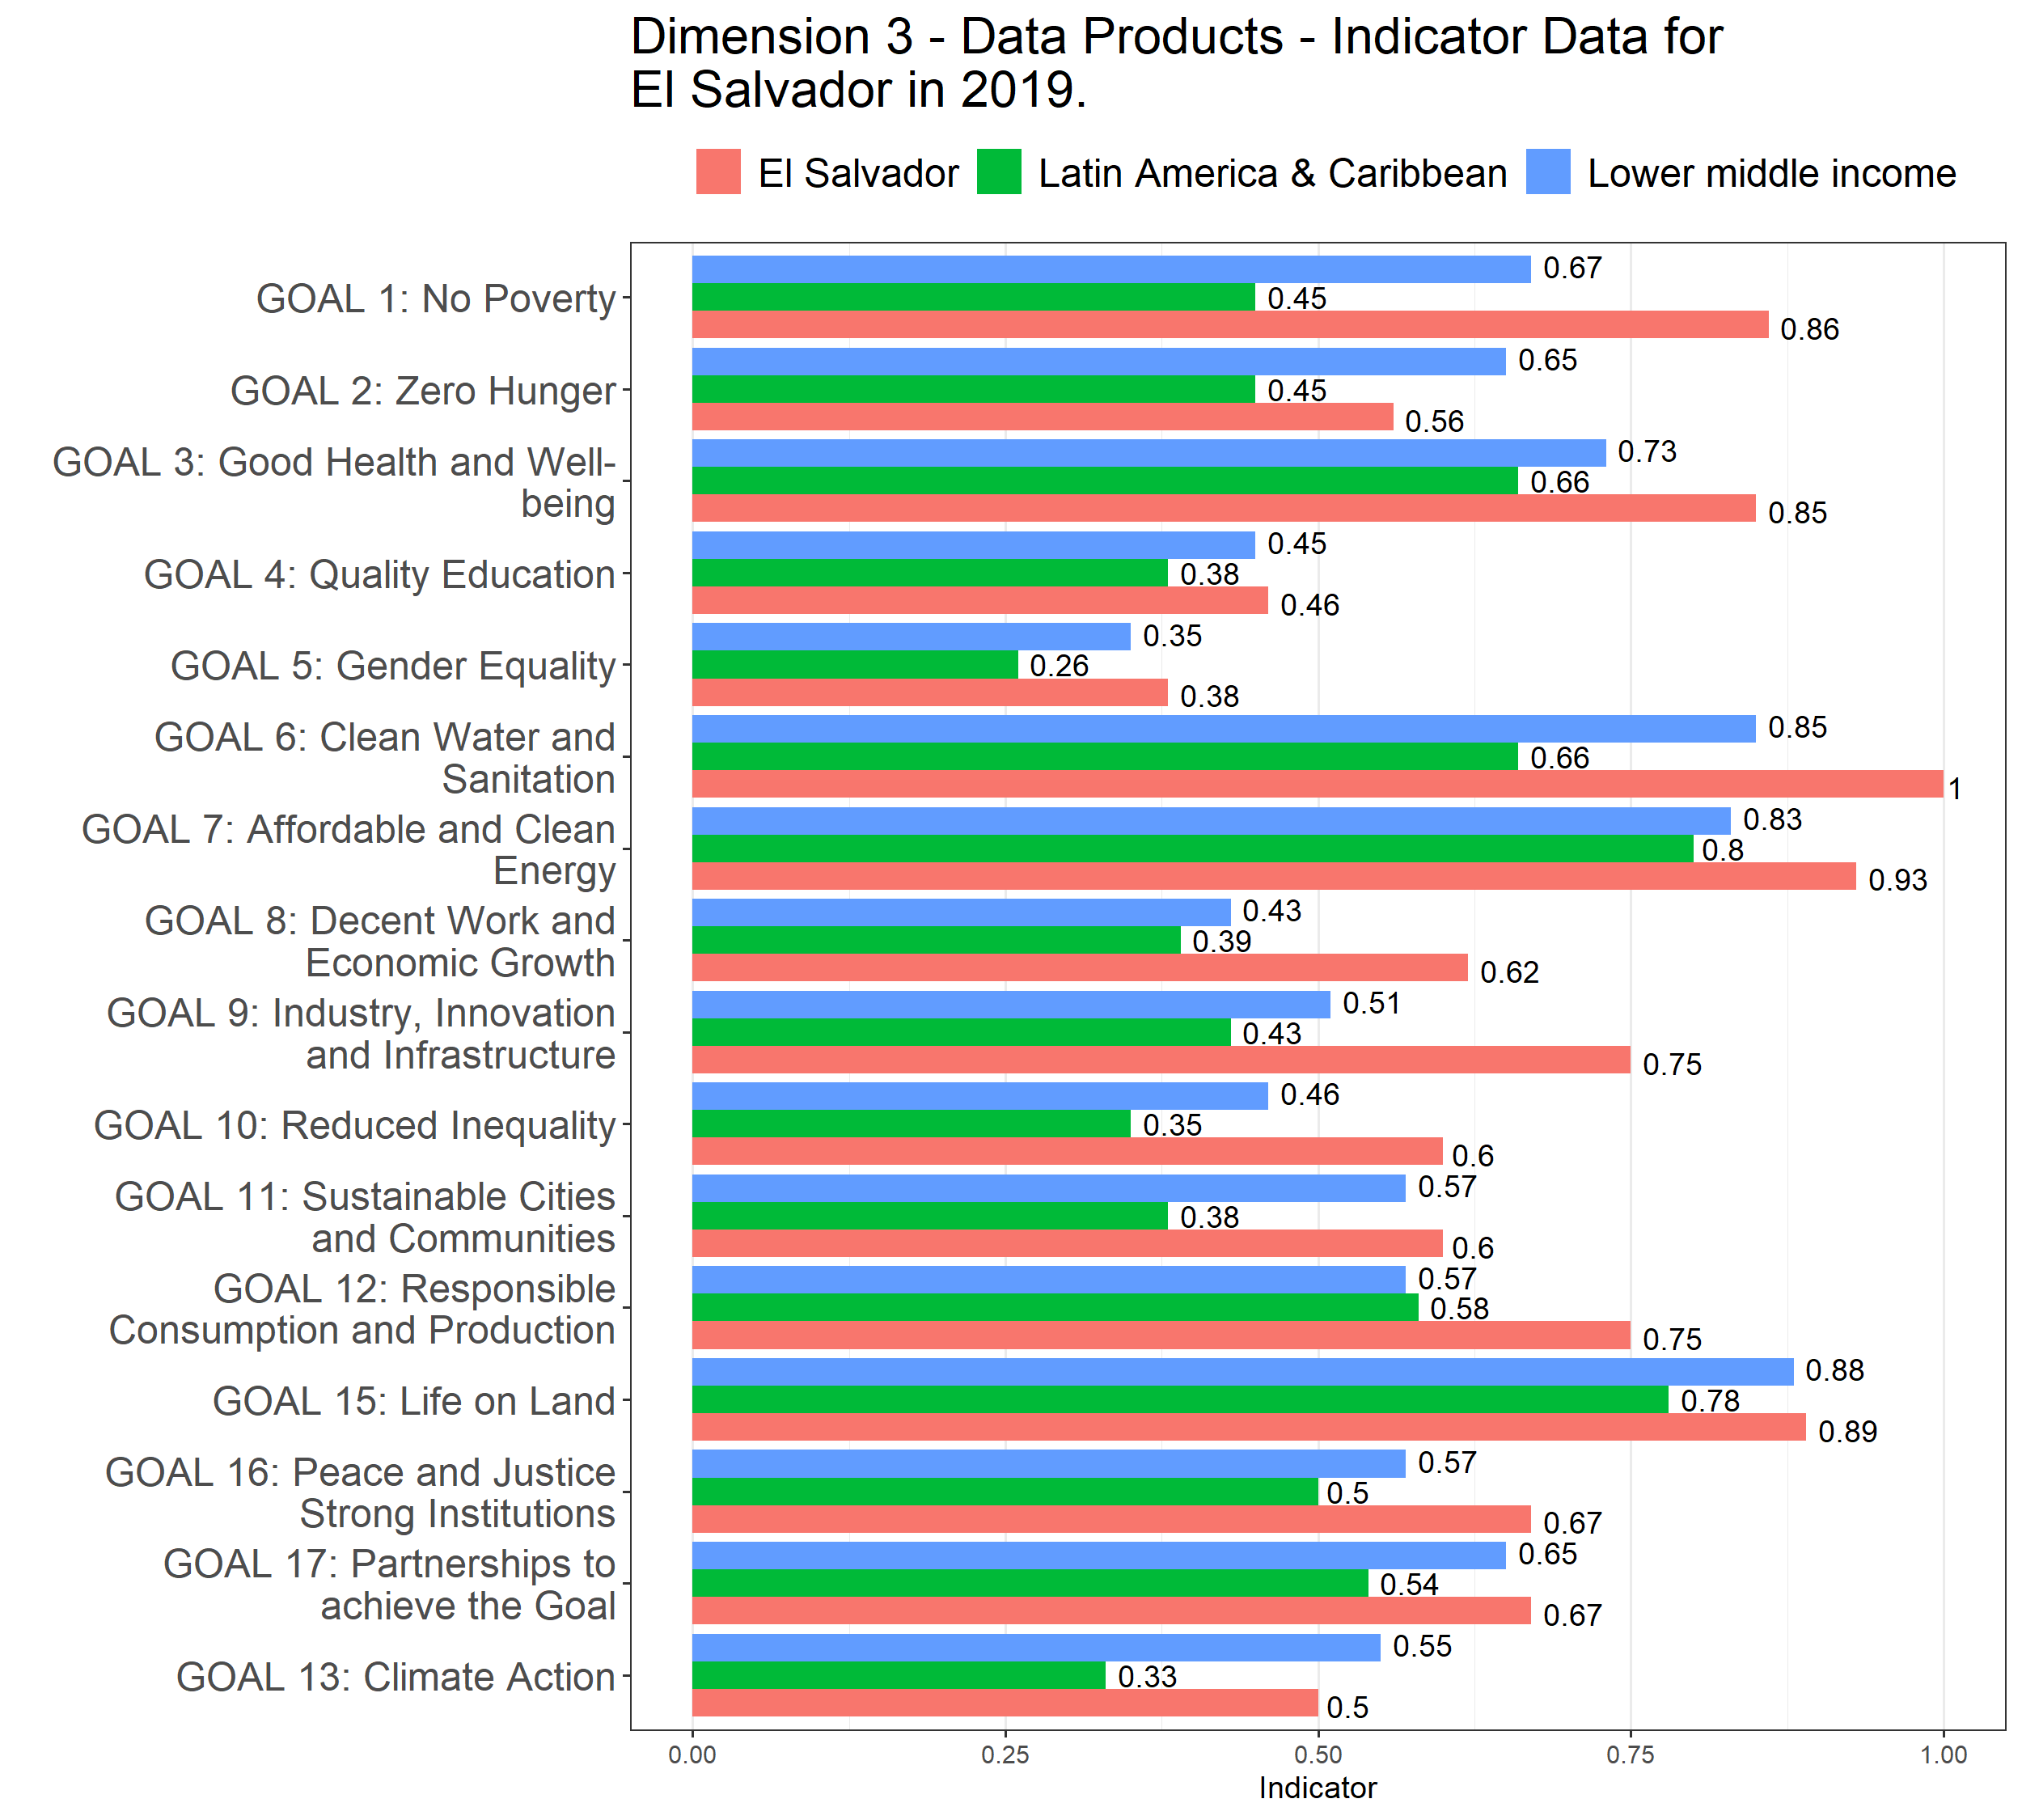 Dimension 3 - Data Products - Indicator Data for
El Salvador in 2019.
El Salvador Latin America & Caribbean Lower middle income
GOAL 1: No Poverty
0.67
0.45
0.86
GOAL 2: Zero Hunger
0.65
0.45
0.56
GOAL 3: Good Health and Well-
being
0.73
0.66
0.85
GOAL 4: Quality Education
0.45
0.38
0.46
GOAL 5: Gender Equality
0.35
0.26
0.38
GOAL 6: Clean Water and
Sanitation
0.85
0.66
1
GOAL 7: Affordable and Clean
Energy
0.83
0.8
0.93
GOAL 8: Decent Work and
Economic Growth
0.43
0.39
0.62
GOAL 9: Industry, Innovation
and Infrastructure
0.51
0.43
0.75
GOAL 10: Reduced Inequality
0.46
0.35
0.6
GOAL 11: Sustainable Cities
and Communities
0.57
0.38
0.6
GOAL 12: Responsible
Consumption and Production
0.57
0.58
0.75
GOAL 15: Life on Land
0.88
0.78
0.89
GOAL 16: Peace and Justice
Strong Institutions
0.57
0.5
0.67
GOAL 17: Partnerships to
achieve the Goal
0.65
0.54
0.67
GOAL 13: Climate Action
0.55
0.33
0.5
0.00 0.25 0.50 0.75 1.00
Indicator